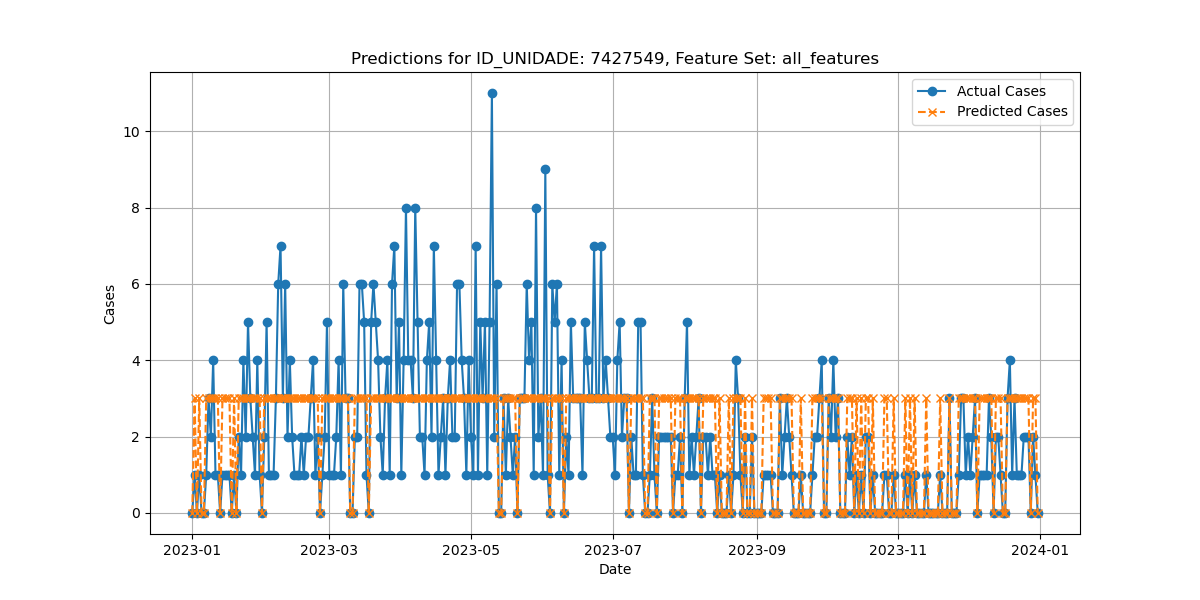 Predictions for ID_UNIDADE: 7427549, Feature Set: all_features
Actual Cases
Predicted Cases
Cases
10
8
6
4
2
0
2023-01
2023-03
2023-05
2023-07
2023-09
2023-11
2024-01
Date